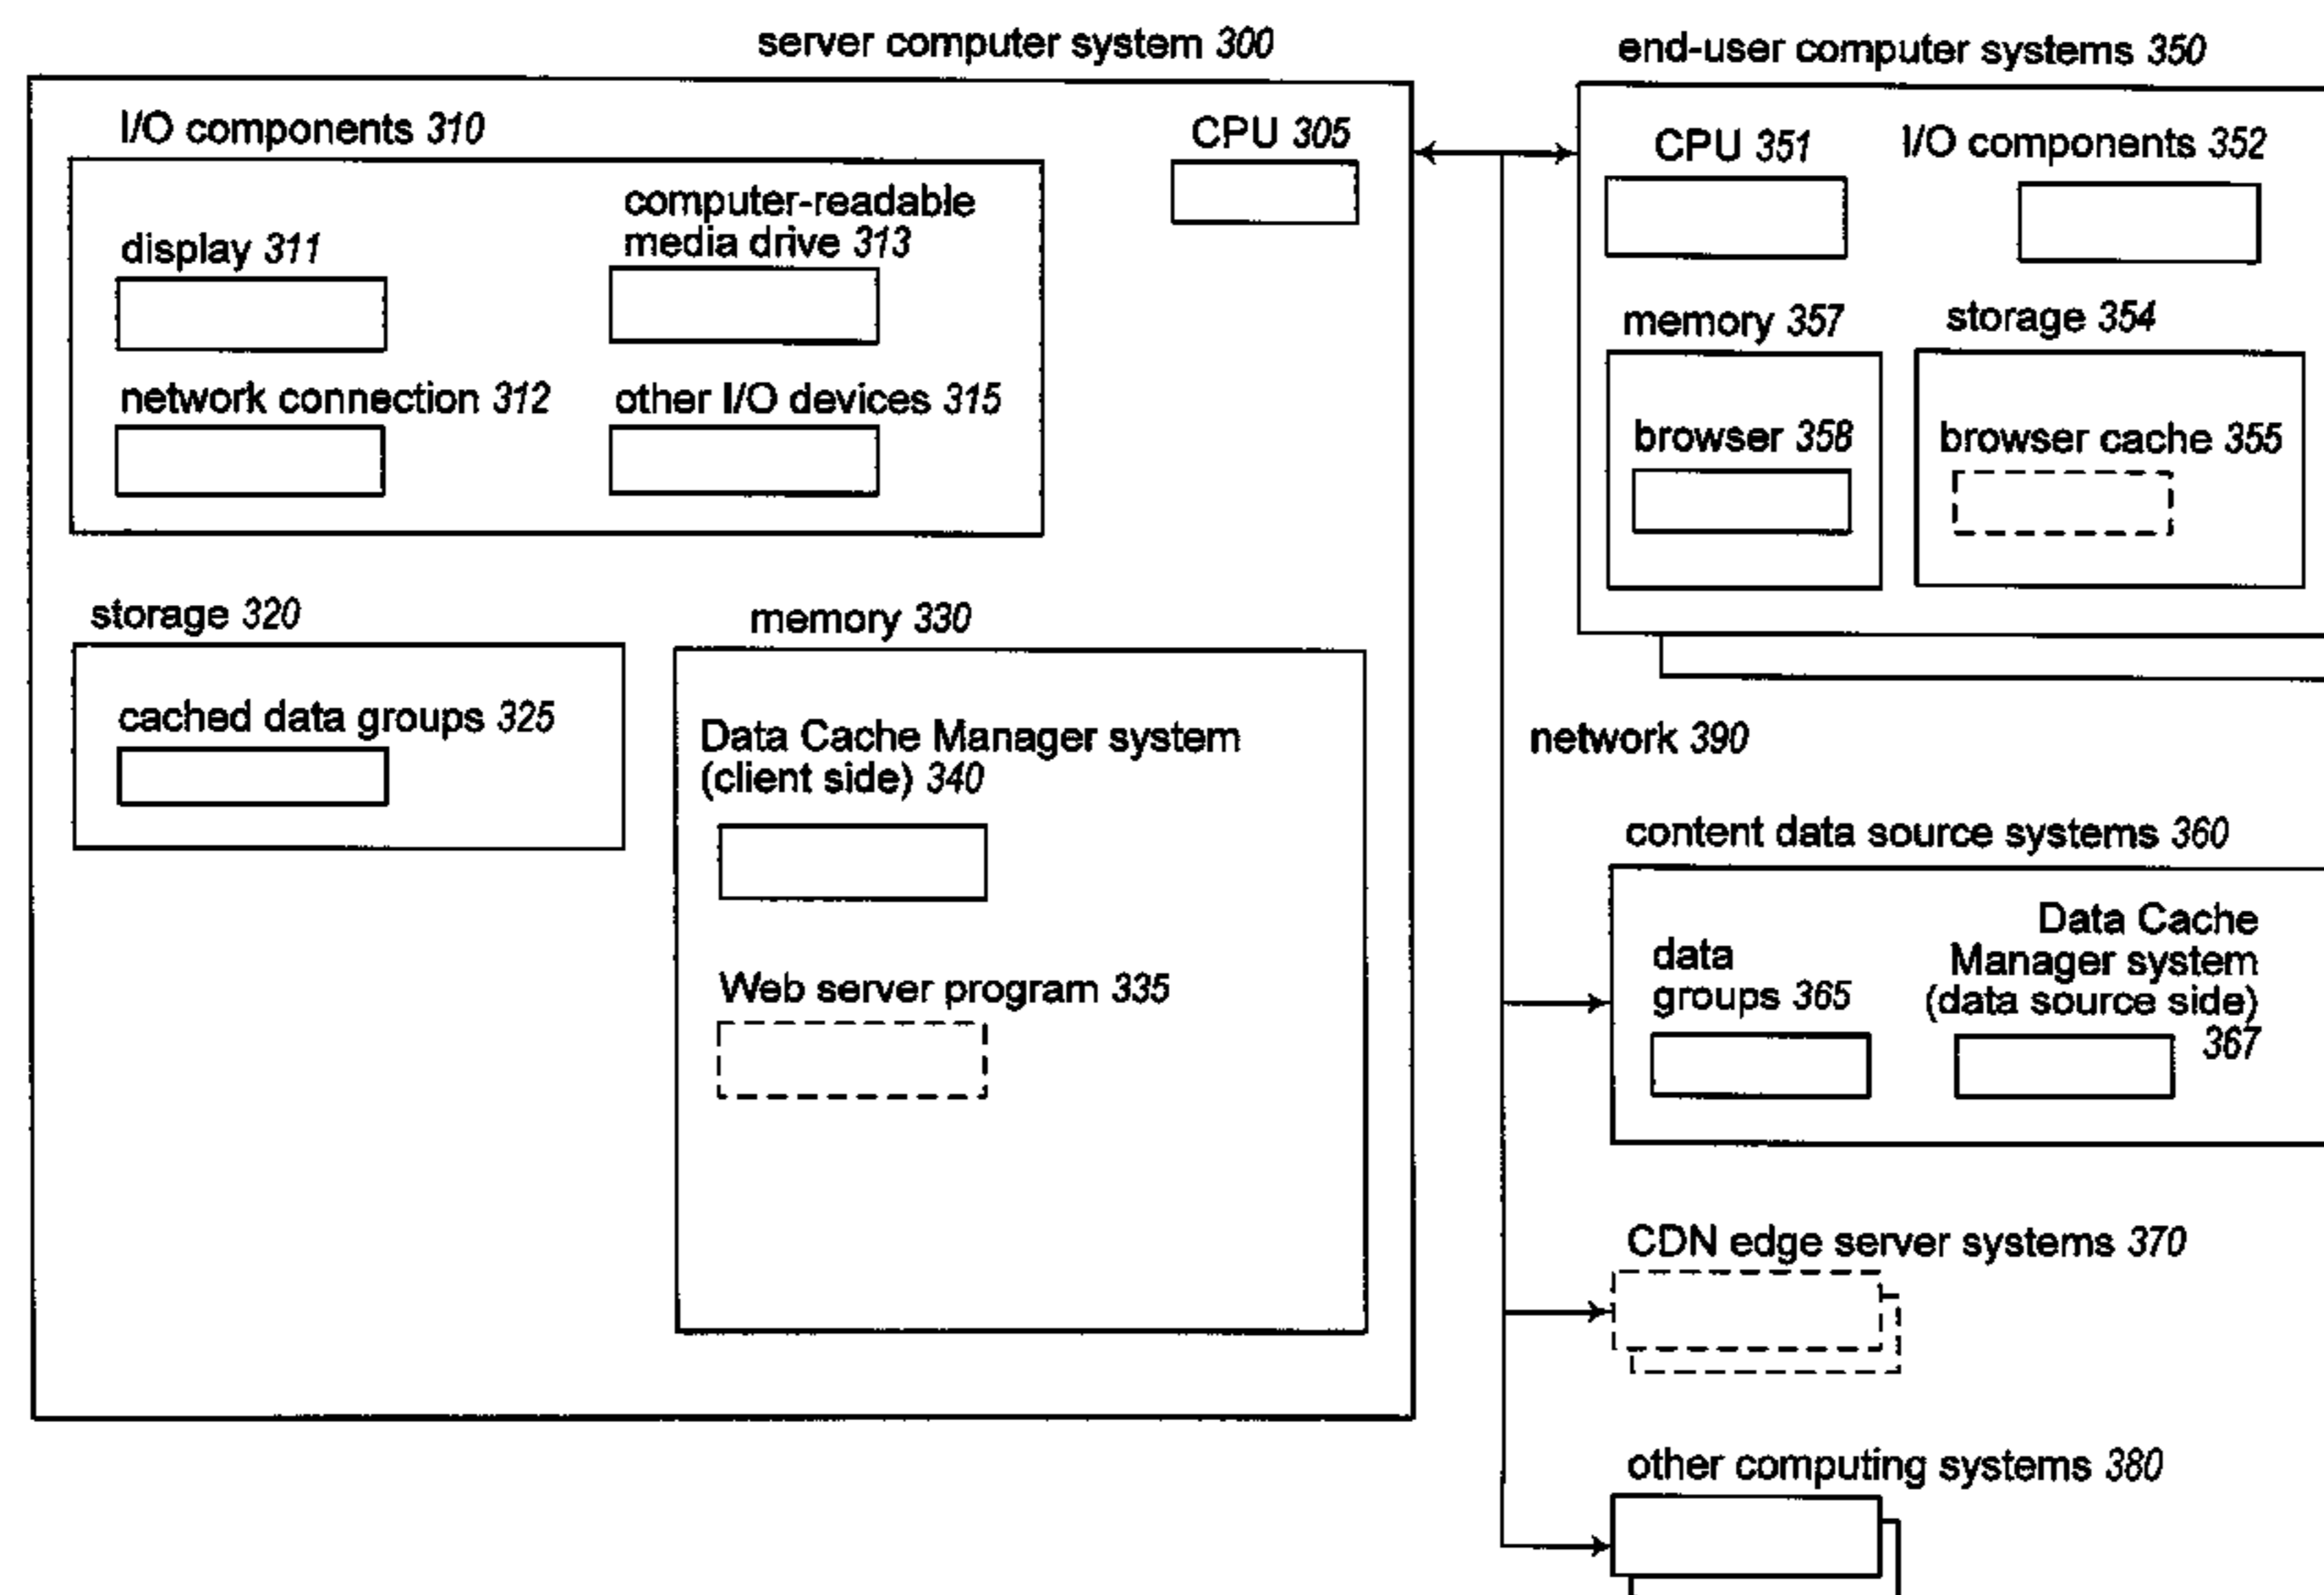 server computer system 300
I/O components 310
CPU 305
display 311
computer-readable
media drive 313
network connection 312
other I/O devices 315
storage 320
cached data groups 325
memory 330
Data Cache Manager system
(client side) 340
Web server program 335
end-user computer systems 350
CPU 351
I/O components 352
memory 357
storage 354
browser 358
browser cache 355
network 390
content data source systems 360
data
groups 365
Data Cache
Manager system
(data source side)
367
CDN edge server systems 370
other computing systems 380